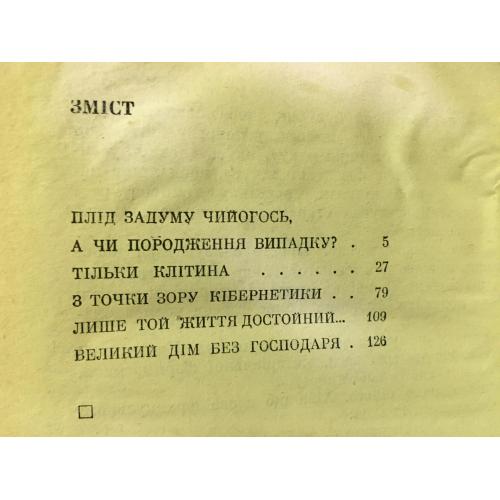 ЗМІСТ
ПЛІД ЗАДУМУ ЧИЙОГОСЬ,
А ЧИ ПОРОДЖЕННЯ ВИПАДКУ? . 5
ТІЛЬКИ КЛІТИНА . . . . . . 27
З ТОЧКИ ЗОРУ КІБЕРНЕТИКИ . . 79
ЛИШЕ ТОЙ ЖИТТЯ ДОСТОЙНИЙ... 109
ВЕЛИКИЙ ДІМ БЕЗ ГОСПОДАРЯ . 126